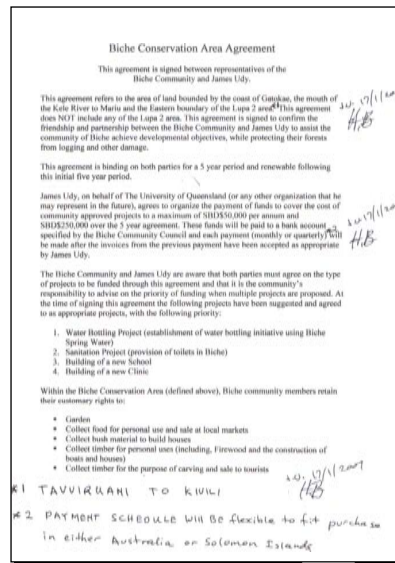 Biche Conservation Area Agreement
This agreement is signed between representatives of the
Biche Community and James Udy.
This agreement refers to the area of land bounded by the coast of Gatokae, the mouth of
the Kele River to Mariu and the Eastern boundary of the Lupa 2 area*1 This agreement
does NOT include any of the Lupa 2 area. This agreement is signed to confirm the
friendship and partnership between the Biche Community and James Udy to assist the
community of Biche achieve developmental objectives, while protecting their forests
from logging and other damage.
J.U. 17/1/2009
H.B
This agreement is binding on both parties for a 5 year period and renewable following
this initial five year period.
James Udy, on behalf of The University of Queensland (or any other organization that he
may represent in the future), agrees to organize the payment of funds to cover the cost of
community approved projects to a maximum of SBD$50,000 per annum and
SBD$250,000 over the 5 year agreement. These funds will be paid to a bank account
specified by the Biche Community Council and each payment (monthly or quarterly)*2 will
be made after the invoices from the previous payment have been accepted as appropriate
by James Udy.
J.U 17/1/2009
H.B
The Biche Community and James Udy are aware that both parties must agree on the type
of projects to be funded through this agreement and that it is the community's
responsibility to advise on the priority of funding when multiple projects are proposed. At
the time of signing this agreement the following projects have been suggested and agreed
to as appropriate projects, with the following priority:
1. Water Bottling Project (establishment of water bottling initiative using Biche
Spring Water)
2. Sanitation Project (provision of toilets in Biche)
3. Building of a new School
4. Building of a new Clinic
Within the Biche Conservation Area (defined above), Biche community members retain
their customary rights to:
• Garden
• Collect food for personal use and sale at local markets
• Collect bush material to build houses
• Collect timber for personal uses (including, Firewood and the construction of
boats and houses)
• Collect timber for the purpose of carving and sale to tourists
J.U. 17/1/2009
HB
*1 TAVVIRUANI TO KIVILI
*2 PAYMENT SCHEDULE WILL BE flexible to fit purchase
in either Australia or Solomon Islands